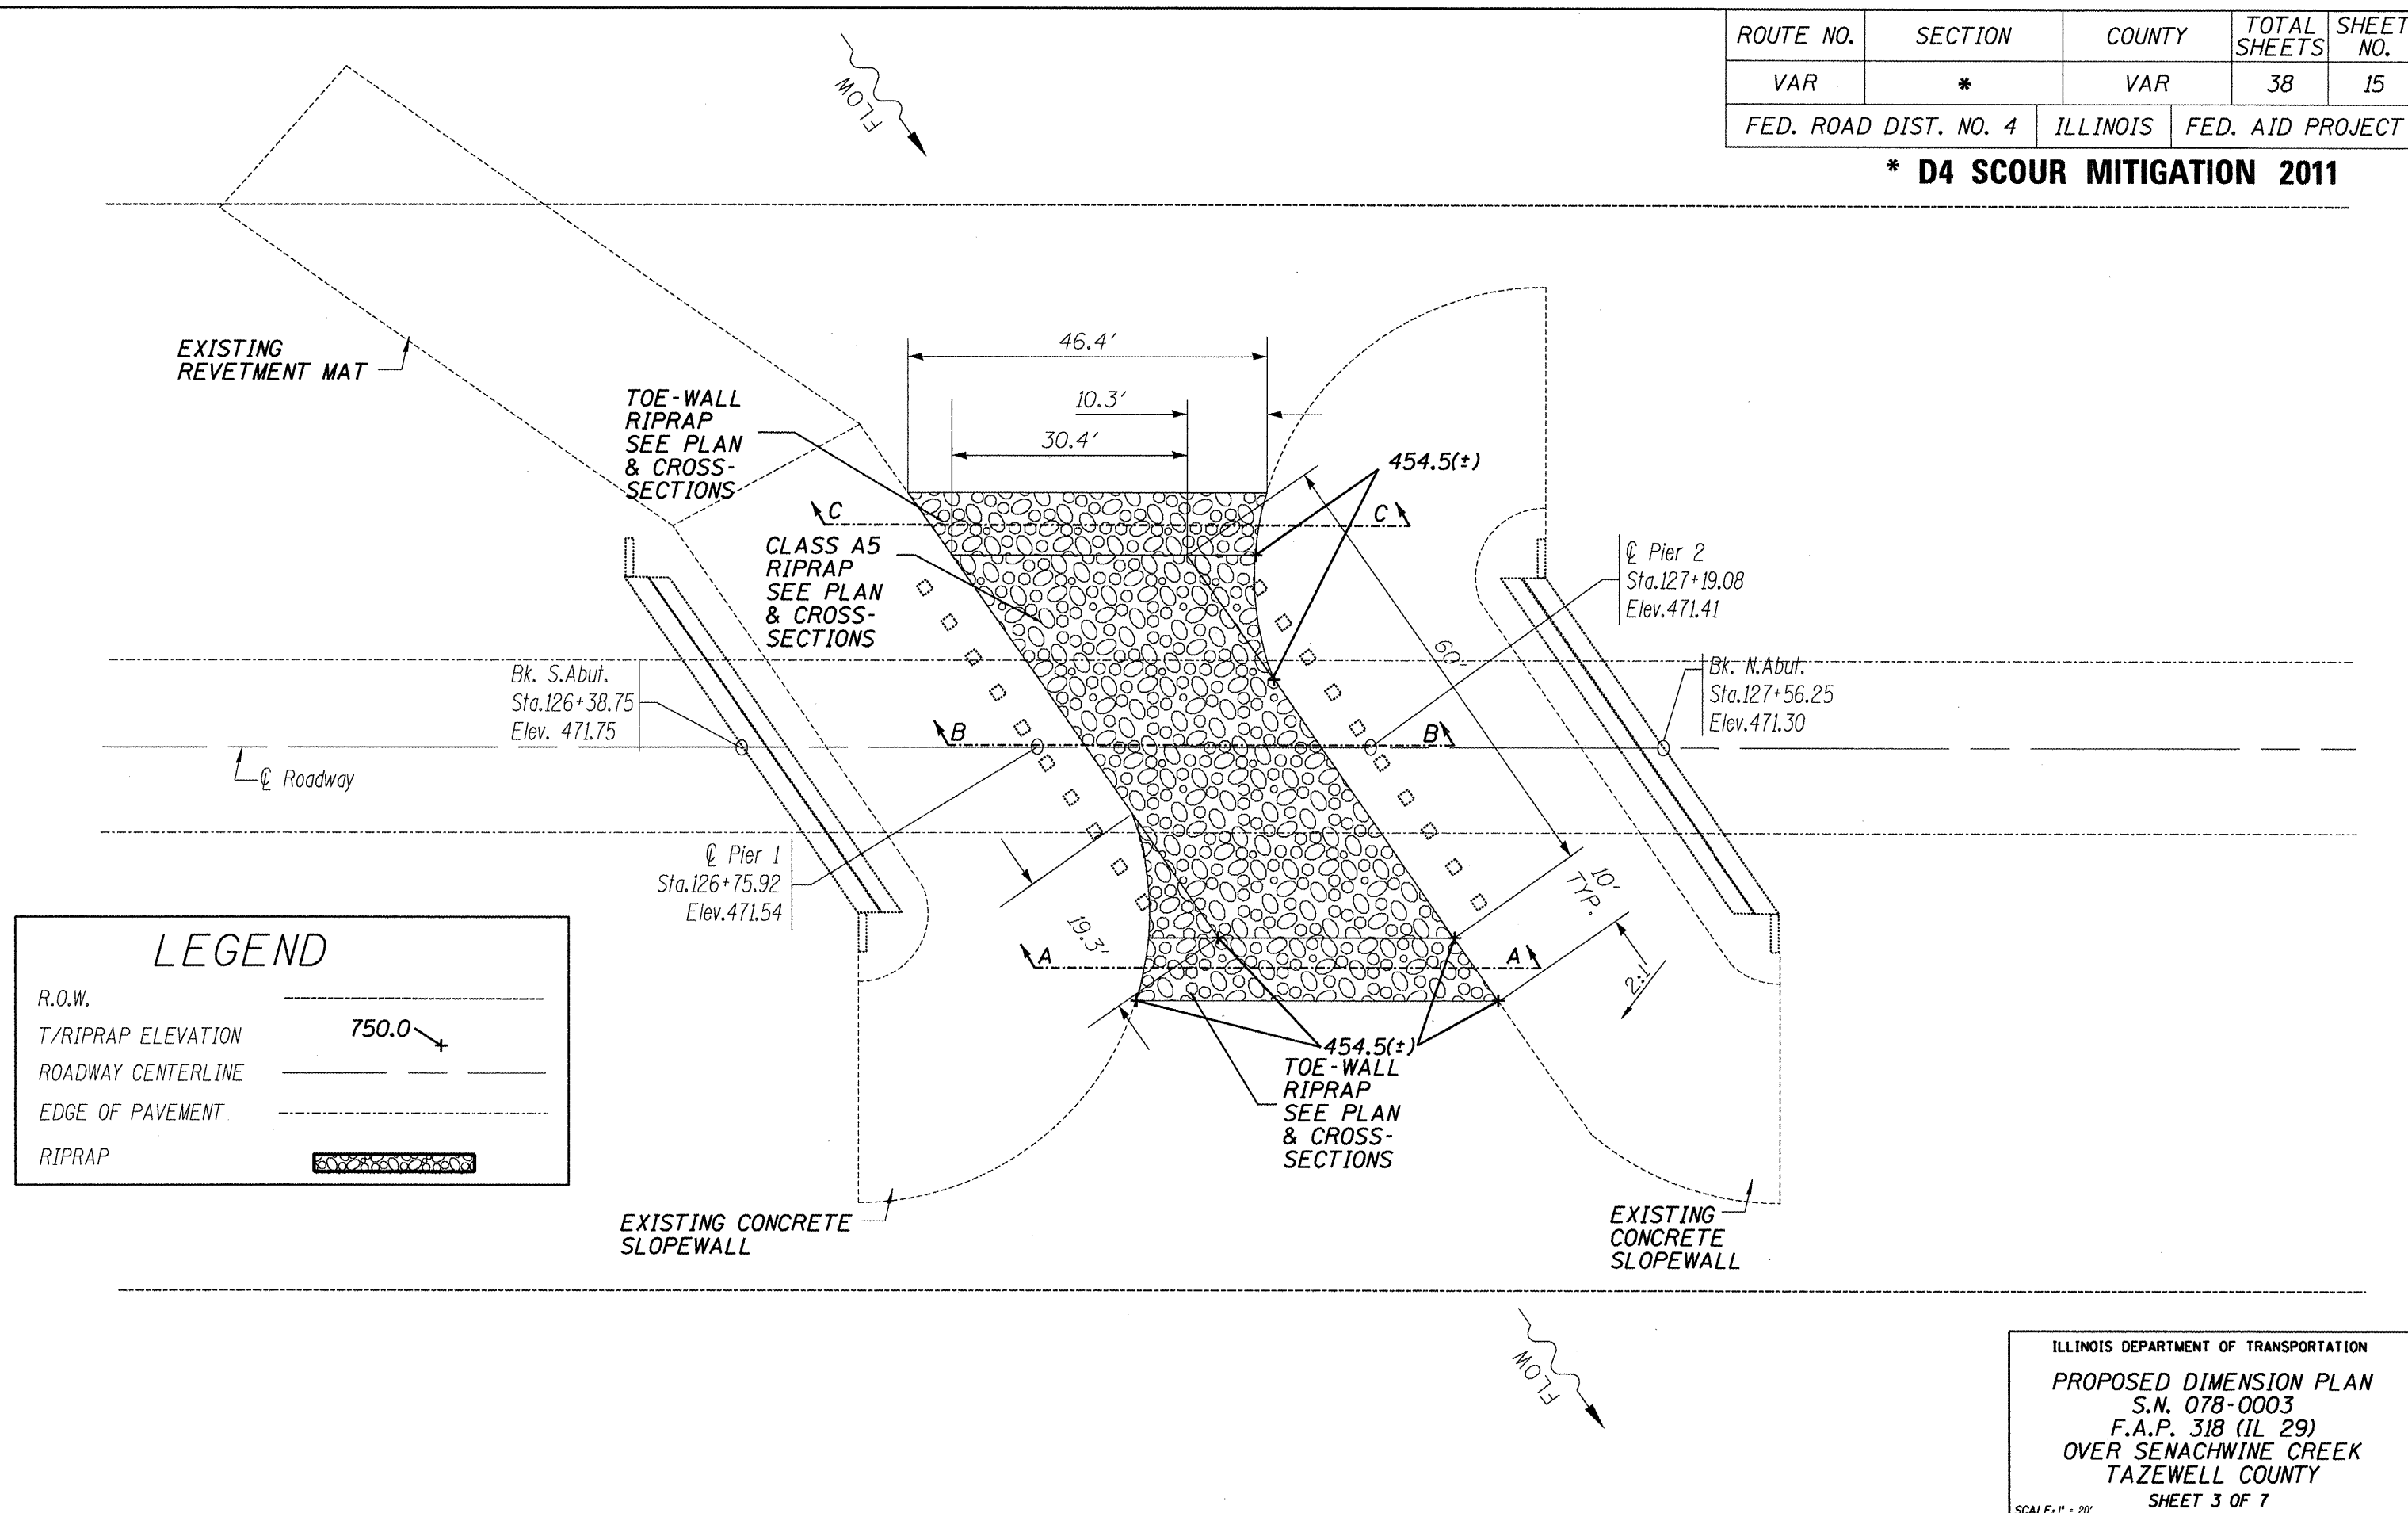 ROUTE NO. SECTION COUNTY TOTAL SHEETS SHEET NO.
VAR * VAR 38 15
FED. ROAD DIST. NO. 4 ILLINOIS FED. AID PROJECT
* D4 SCOUR MITIGATION 2011
FLOW
EXISTING
REVETMENT MAT
46.4'
10.3'
30.4'
TOE-WALL
RIPRAP
SEE PLAN
& CROSS-
SECTIONS
454.5(±)
C C
CLASS A5
RIPRAP
SEE PLAN
& CROSS-
SECTIONS
℄ Pier 2
Sta.127+19.08
Elev.471.41
60'
Bk. S.Abut.
Sta.126+38.75
Elev. 471.75
Bk. N.Abut.
Sta.127+56.25
Elev.471.30
B B
℄ Roadway
℄ Pier 1
Sta.126+75.92
Elev.471.54
10'
TYP.
19.3'
A A
2:1
454.5(±)
TOE-WALL
RIPRAP
SEE PLAN
& CROSS-
SECTIONS
LEGEND
R.O.W.
T/RIPRAP ELEVATION 750.0
ROADWAY CENTERLINE
EDGE OF PAVEMENT
RIPRAP
EXISTING CONCRETE
SLOPEWALL
EXISTING
CONCRETE
SLOPEWALL
FLOW
ILLINOIS DEPARTMENT OF TRANSPORTATION
PROPOSED DIMENSION PLAN
S.N. 078-0003
F.A.P. 318 (IL 29)
OVER SENACHWINE CREEK
TAZEWELL COUNTY
SHEET 3 OF 7
SCALE: 1" = 20'